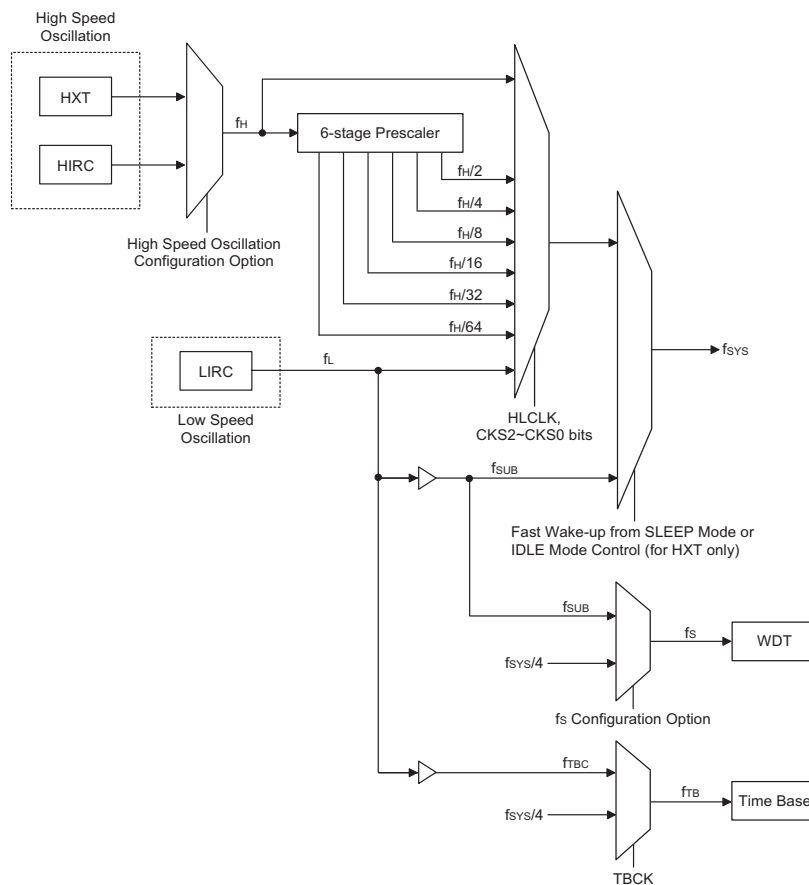 High Speed
Oscillation
HXT
HIRC
fH
6-stage Prescaler
fH/2
fH/4
fH/8
fH/16
fH/32
fH/64
High Speed Oscillation
Configuration Option
LIRC
fL
Low Speed
Oscillation
HLCLK,
CKS2~CKS0 bits
fSYS
fSUB
Fast Wake-up from SLEEP Mode or
IDLE Mode Control (for HXT only)
fSUB
fS
WDT
fSYS/4
fS Configuration Option
fTBC
fTB
Time Base
fSYS/4
TBCK